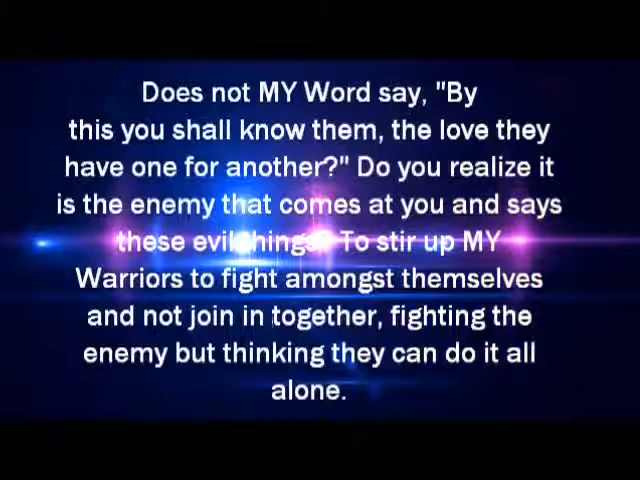 Does not MY Word say, "By
this you shall know them, the love they
have one for another?" Do you realize it
is the enemy that comes at you and says
these evil things? To stir up MY
Warriors to fight amongst themselves
and not join in together, fighting the
enemy but thinking they can do it all
alone.